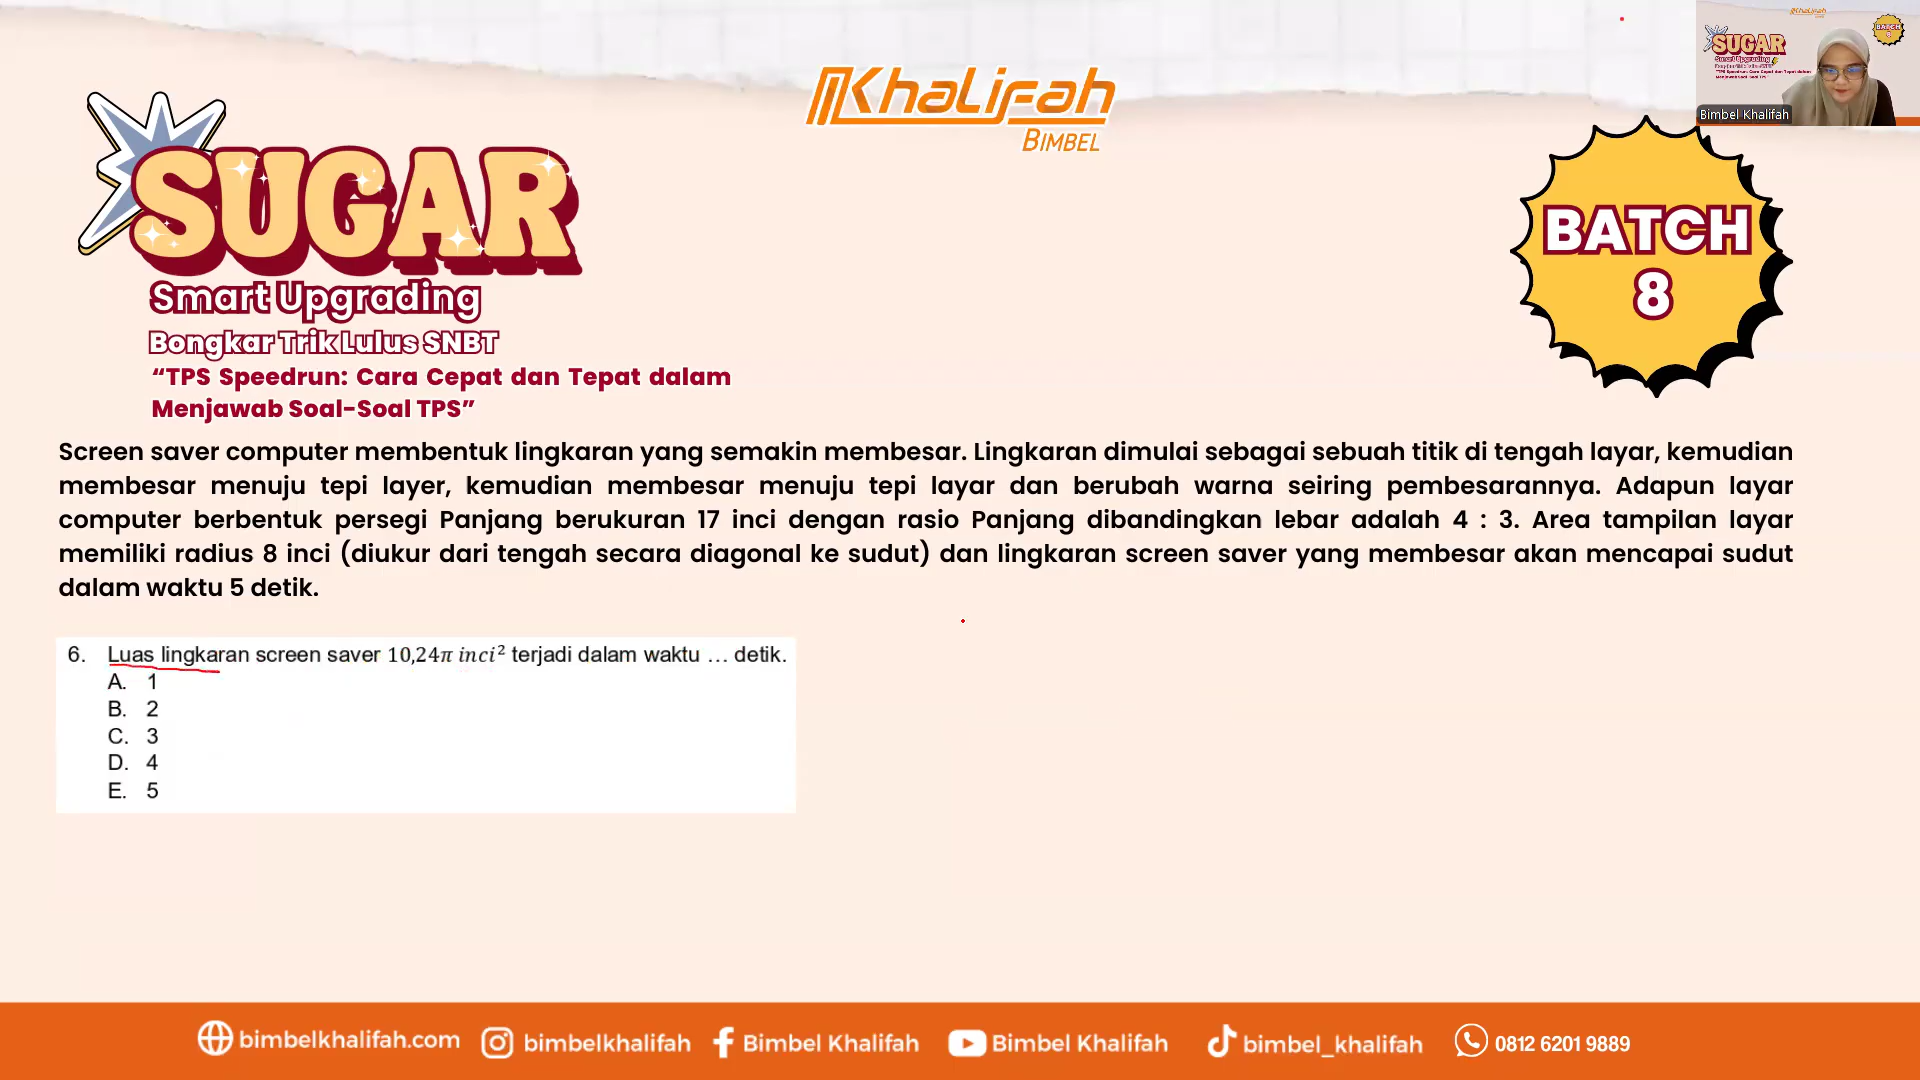 KhaLifah
BIMBEL
SUGAR
Smart Upgrading
Bongkar Trik Lulus SNBT
“TPS Speedrun: Cara Cepat dan Tepat dalam
Menjawab Soal-Soal TPS”
BATCH
8
SUGAR
Smart Upgrading
Bimbel Khalifah
Screen saver computer membentuk lingkaran yang semakin membesar. Lingkaran dimulai sebagai sebuah titik di tengah layar, kemudian
membesar menuju tepi layer, kemudian membesar menuju tepi layar dan berubah warna seiring pembesarannya. Adapun layar
computer berbentuk persegi Panjang berukuran 17 inci dengan rasio Panjang dibandingkan lebar adalah 4 : 3. Area tampilan layar
memiliki radius 8 inci (diukur dari tengah secara diagonal ke sudut) dan lingkaran screen saver yang membesar akan mencapai sudut
dalam waktu 5 detik.
6. Luas lingkaran screen saver 10,24π inci² terjadi dalam waktu … detik.
A. 1
B. 2
C. 3
D. 4
E. 5
bimbelkhalifah.com bimbelkhalifah Bimbel Khalifah Bimbel Khalifah bimbel_khalifah 0812 6201 9889